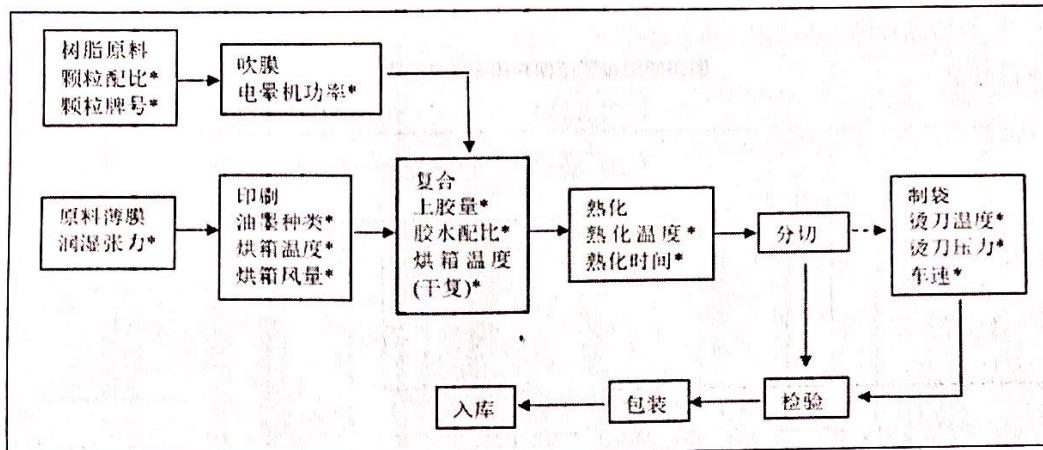 树脂原料
颗粒配比*
颗粒牌号*
吹膜
电晕机功率*
原料薄膜
润湿张力*
印刷
油墨种类*
烘箱温度*
烘箱风量*
复合
上胶量*
胶水配比*
烘箱温度
(干复)*
熟化
熟化温度*
熟化时间*
分切
制袋
烫刀温度*
烫刀压力*
车速*
入库
包装
检验